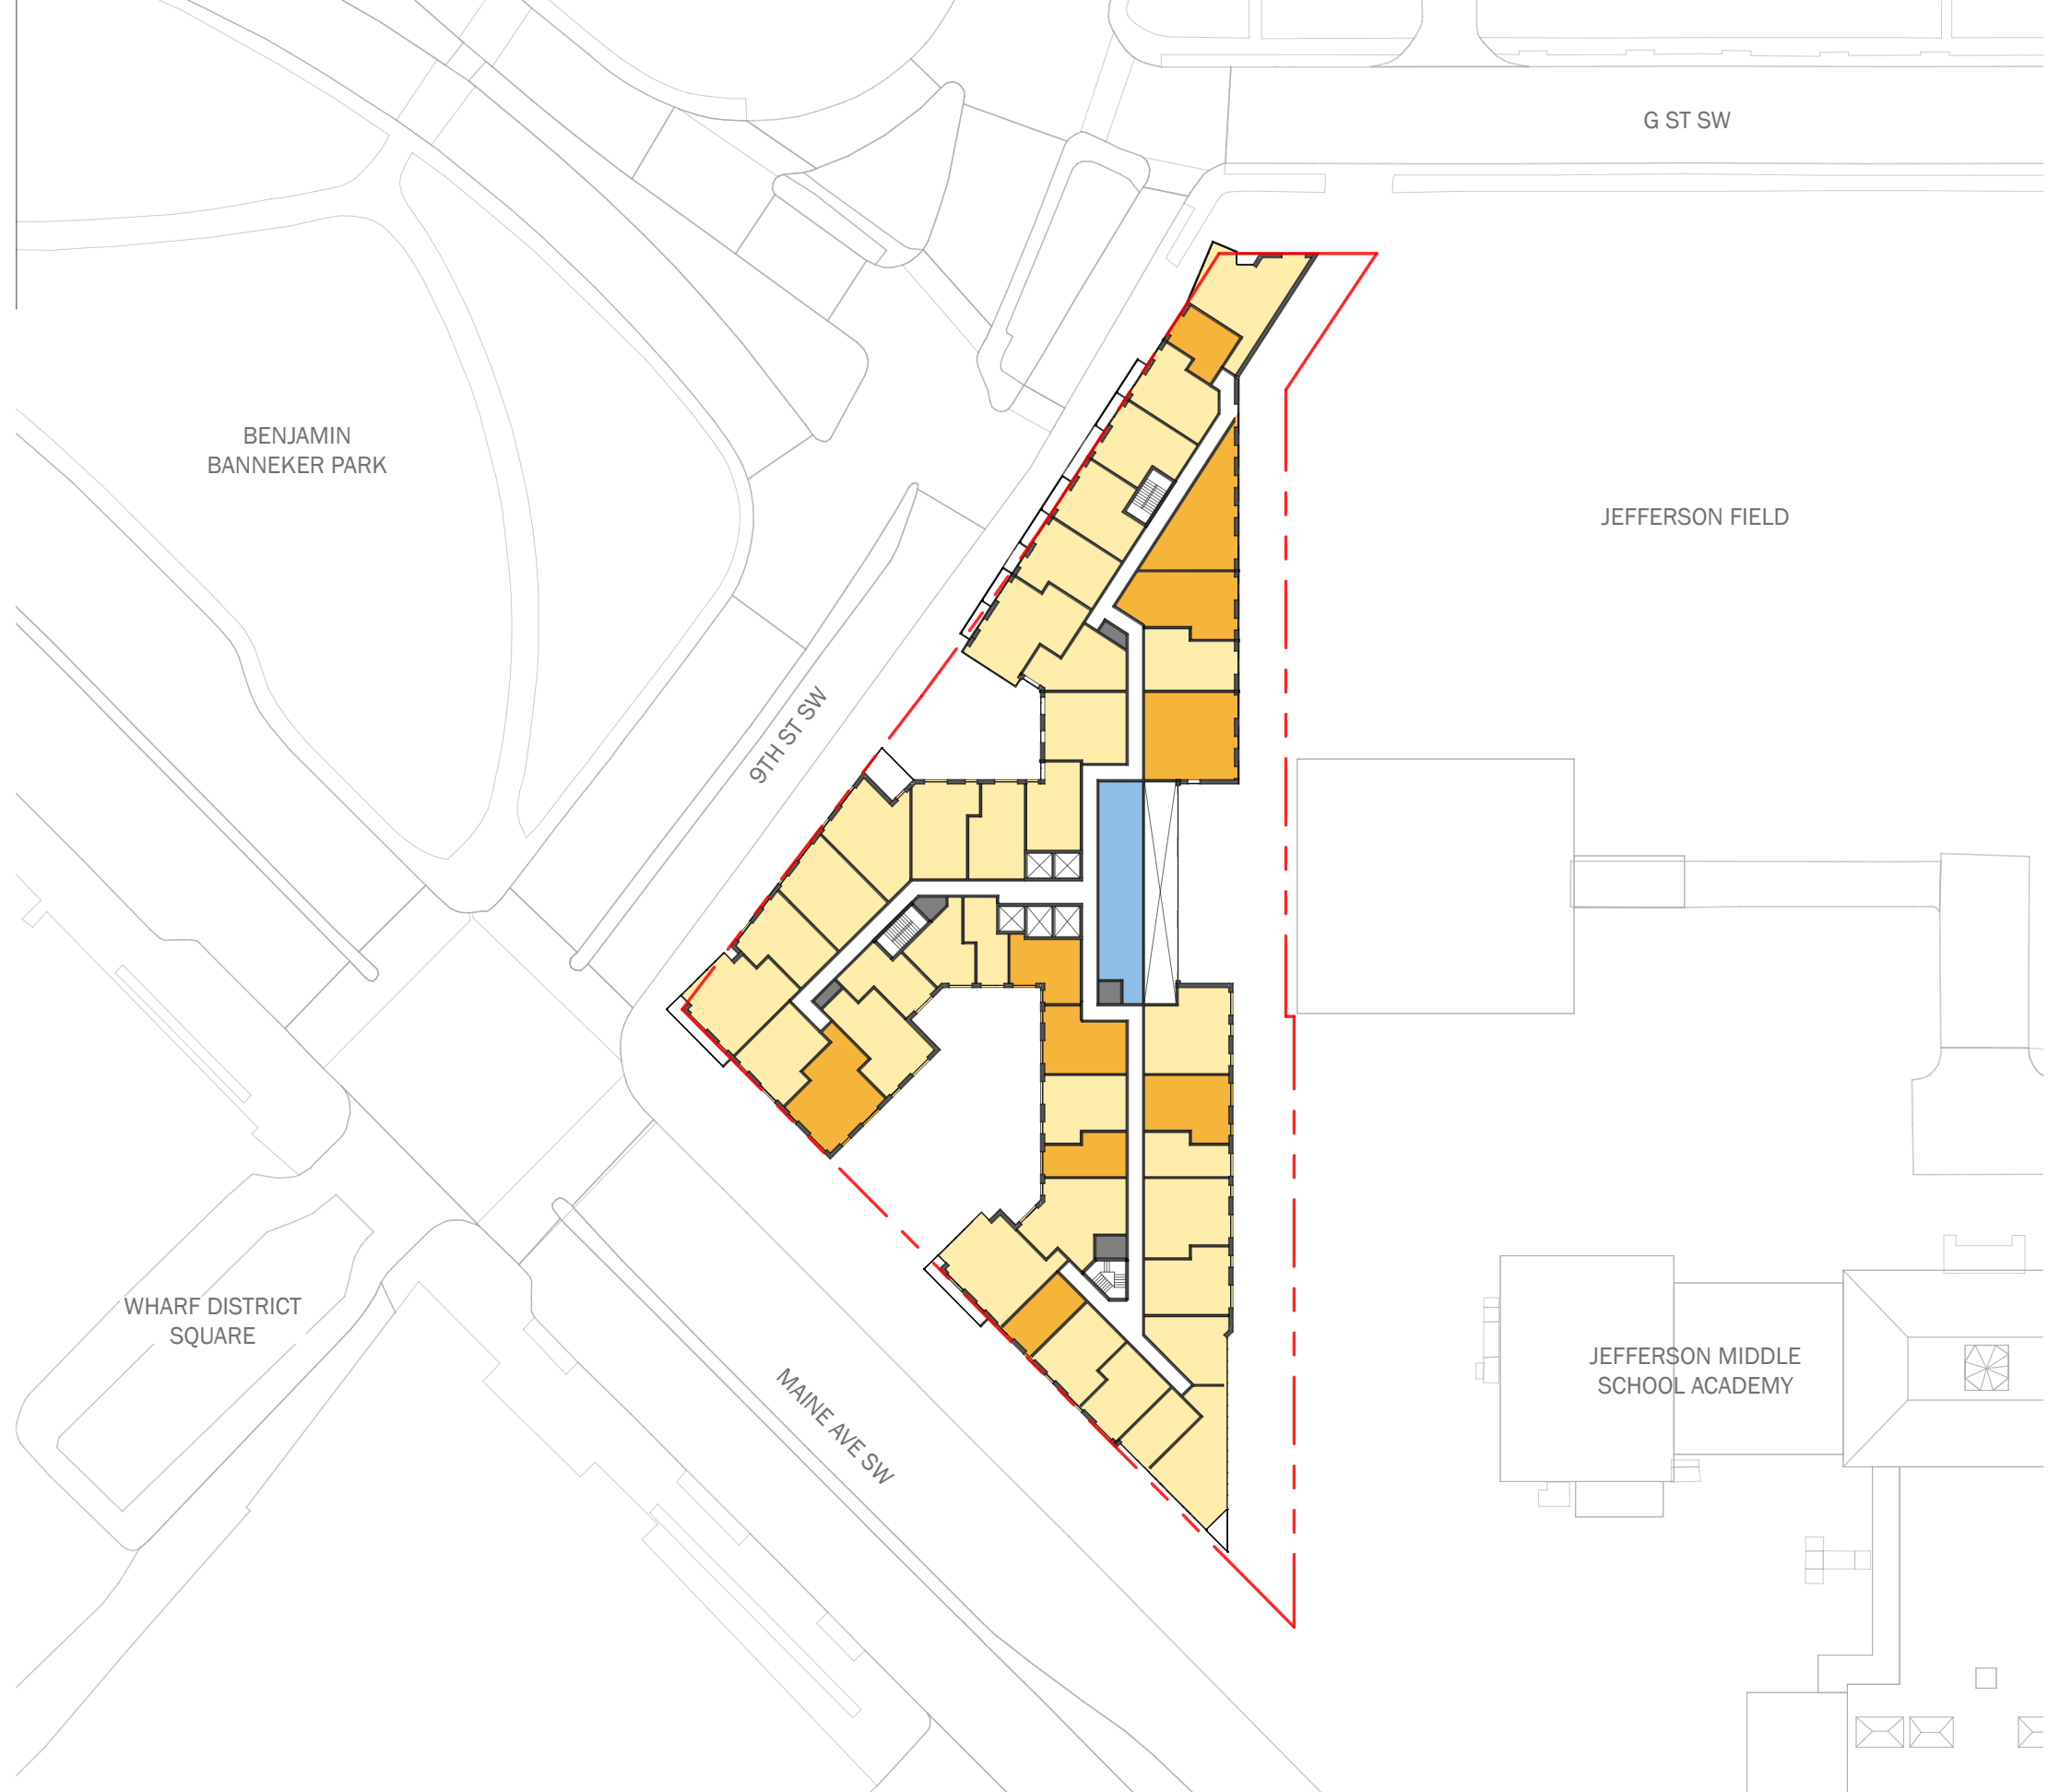 G ST SW
BENJAMIN
BANNEKER PARK
JEFFERSON FIELD
9TH ST SW
WHARF DISTRICT
SQUARE
JEFFERSON MIDDLE
SCHOOL ACADEMY
MAINE AVE SW